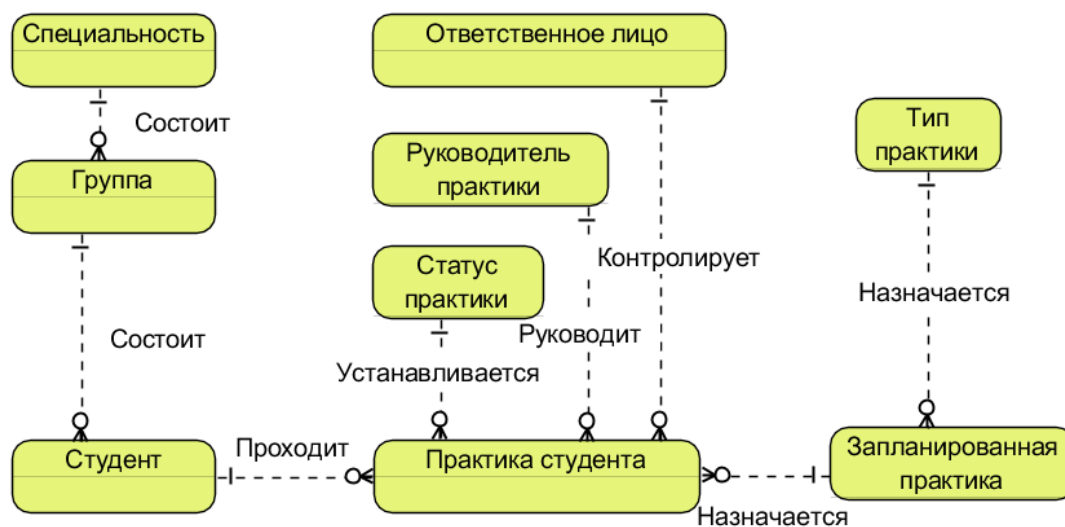 Специальность
Ответственное лицо
Состоит
Тип
практики
Руководитель
практики
Группа
Статус
практики
Контролирует
Назначается
Состоит
Руководит
Устанавливается
Студент
Проходит
Практика студента
Запланированная
практика
Назначается